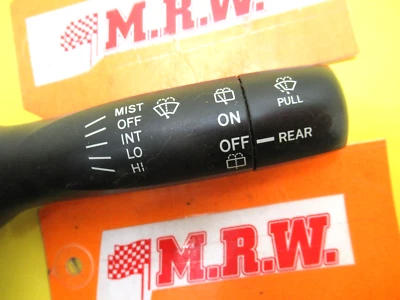 M.R.W.
MIST
OFF
INT
LO
HI
ON
OFF
REAR
PULL
M.R.W.